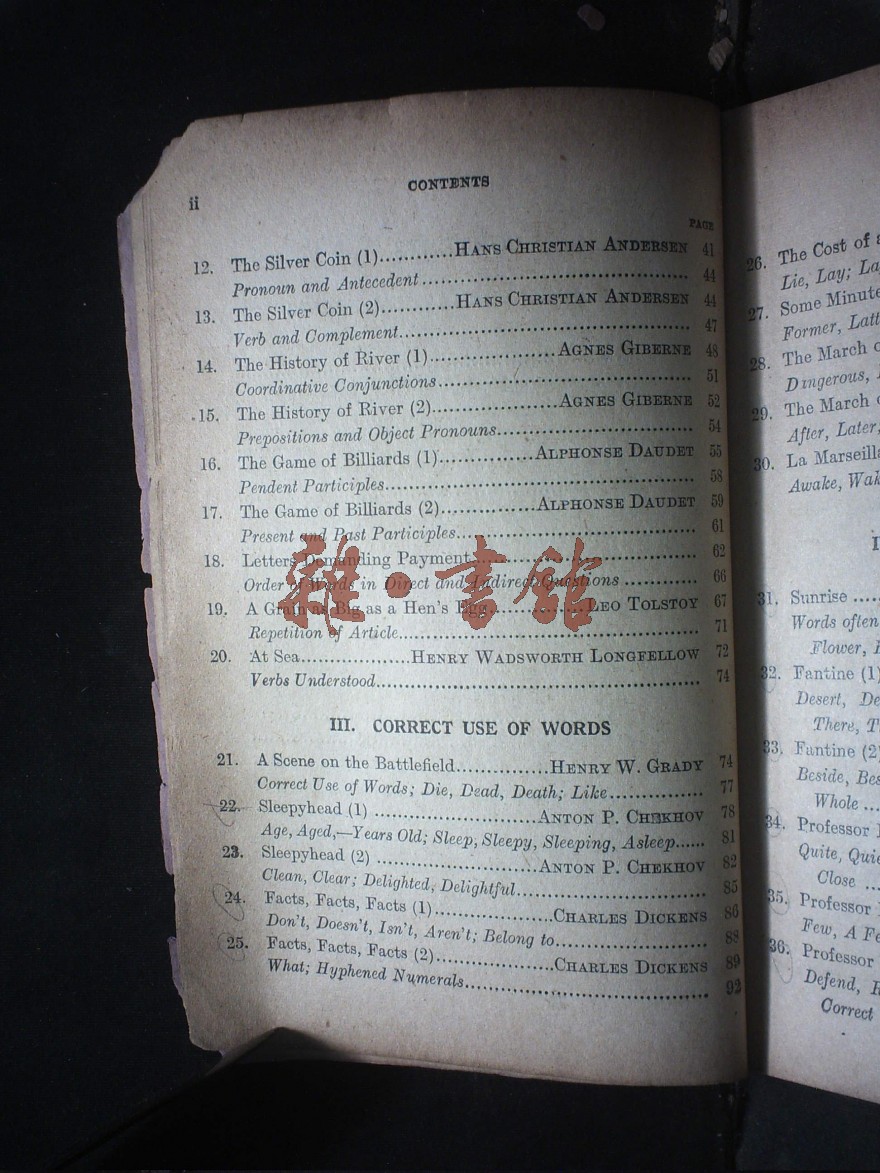 ii
CONTENTS
PAGE
12. The Silver Coin (1)............HANS CHRISTIAN ANDERSEN 41
Pronoun and Antecedent........................................ 44
13. The Silver Coin (2)............HANS CHRISTIAN ANDERSEN 44
Verb and Complement........................................ 47
14. The History of River (1)....................AGNES GIBERNE 48
Coordinative Conjunctions........................................ 51
15. The History of River (2)....................AGNES GIBERNE 52
Prepositions and Object Pronouns.............................. 54
16. The Game of Billiards (1)...............ALPHONSE DAUDET 55
Pendent Participles........................................ 58
17. The Game of Billiards (2)...............ALPHONSE DAUDET 59
Present and Past Participles.............................. 61
18. Letters Demanding Payment.............................. 62
Order of Words in Direct and Indirect Questions ............ 66
19. A Grain as Big as a Hen's Egg...............LEO TOLSTOY 67
Repetition of Article........................................ 71
20. At Sea..................HENRY WADSWORTH LONGFELLOW 72
Verbs Understood........................................ 74
III. CORRECT USE OF WORDS
21. A Scene on the Battlefield...............HENRY W. GRADY 74
Correct Use of Words; Die, Dead, Death; Like............... 77
22. Sleepyhead (1) .........................ANTON P. CHEKHOV 78
Age, Aged,—Years Old; Sleep, Sleepy, Sleeping, Asleep...... 81
23. Sleepyhead (2) .........................ANTON P. CHEKHOV 82
Clean, Clear; Delighted, Delightful.............................. 85
24. Facts, Facts, Facts (1)....................CHARLES DICKENS 86
Don't, Doesn't, Isn't, Aren't; Belong to......................... 88
25. Facts, Facts, Facts (2)....................CHARLES DICKENS 89
What; Hyphened Numerals.............................. 92
雜·書館
26. The Cost of
Lie, Lay;
27. Some Minute
Former,
28. The March
Dangerous,
29. The March
After, Later,
30. La Marseilla
Awake,
31. Sunrise ....
Words often
Flower,
32. Fantine (1)
Desert,
There,
33. Fantine (2)
Beside,
Whole ...
34. Professor
Quite,
Close ...
35. Professor
Few, A
36. Professor
Defend,
Correct